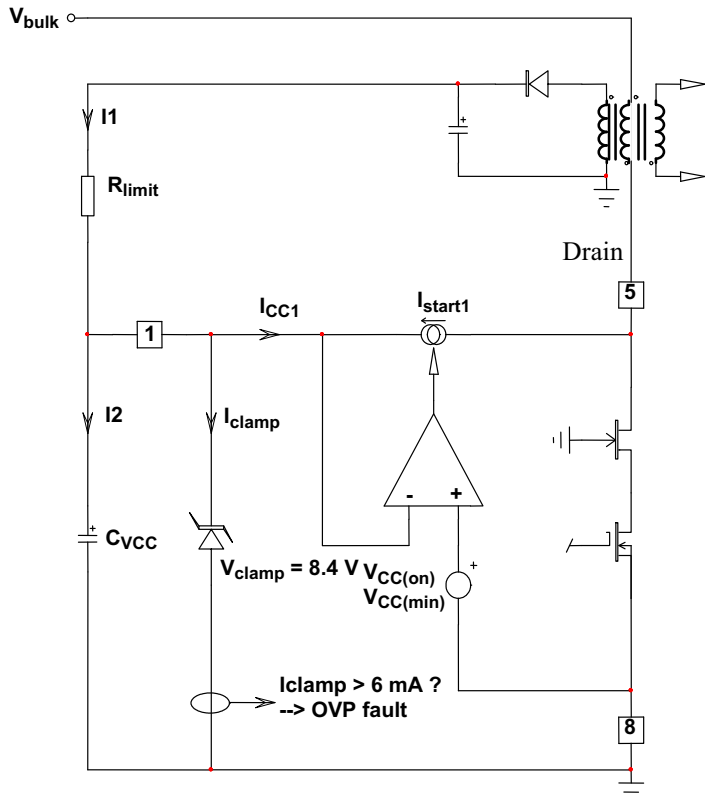 Vbulk
I1
Rlimit
Drain
5
ICC1
Istart1
1
I2
Iclamp
- +
CVCC
Vclamp = 8.4 V
VCC(on)
VCC(min)
Iclamp > 6 mA ?
--> OVP fault
8